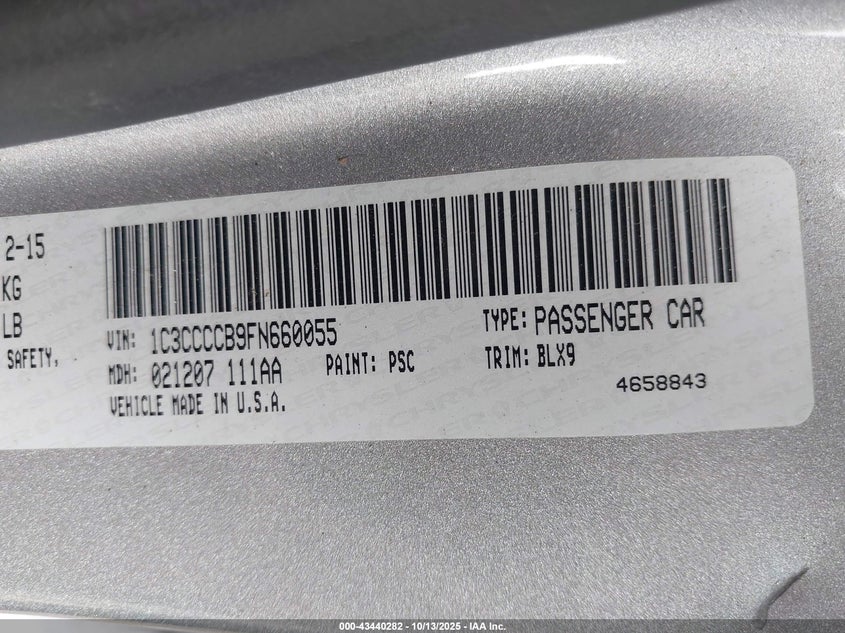 2-15
KG
LB
SAFETY,
VIN: 1C3CCCCB9FN660055
TYPE: PASSENGER CAR
MDH: 021207 111AA
PAINT: PSC
TRIM: BLX9
VEHICLE MADE IN U.S.A.
4658843
000-43440282 - 10/13/2025 - IAA Inc.